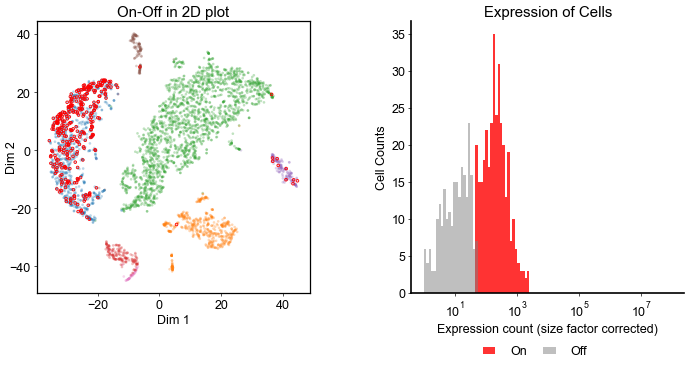 On-Off in 2D plot
Dim 2
40
20
0
−20
−40
−20
0
20
40
Dim 1
Expression of Cells
Cell Counts
35
30
25
20
15
10
5
0
10^1
10^3
10^5
10^7
Expression count (size factor corrected)
On
Off